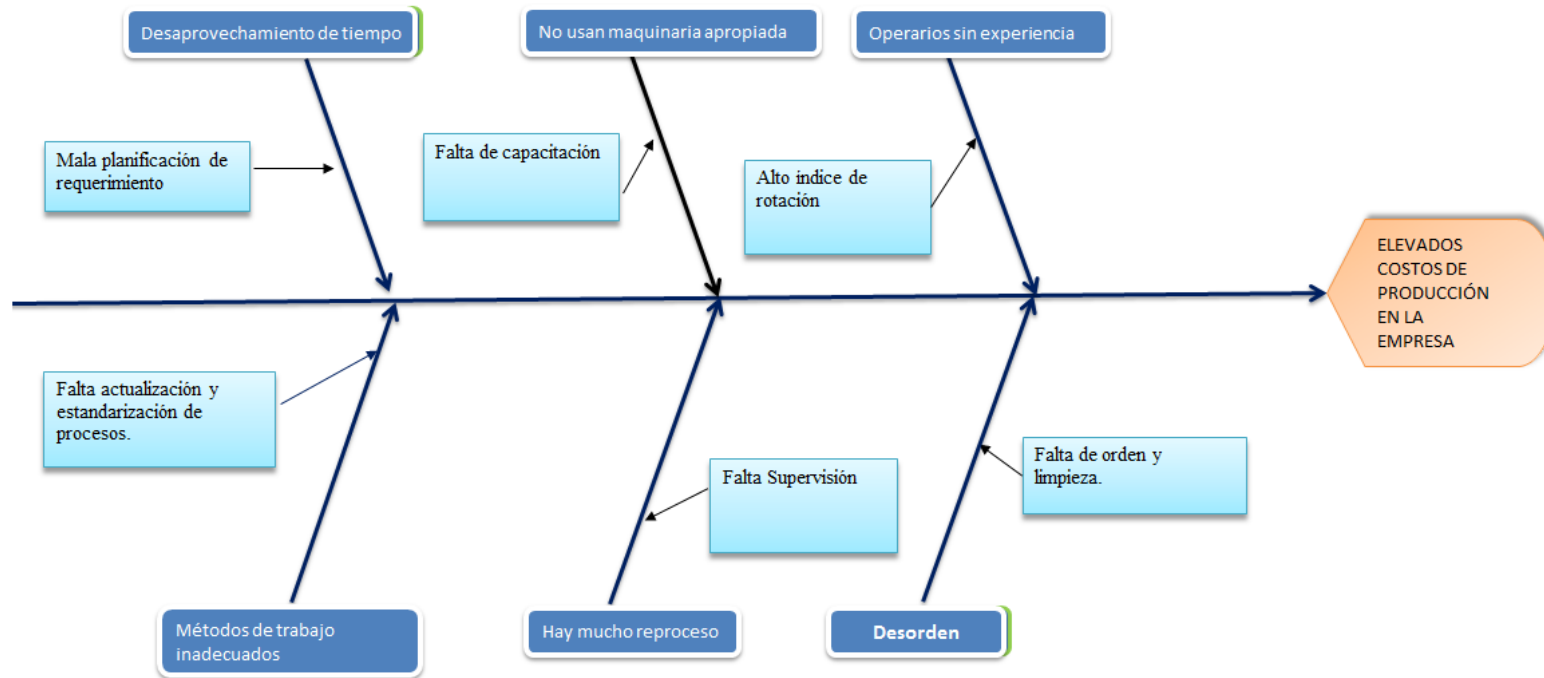 Desaprovechamiento de tiempo
No usan maquinaria apropiada
Operarios sin experiencia
Mala planificación de
requerimiento
Falta de capacitación
Alto indice de
rotación
ELEVADOS
COSTOS DE
PRODUCCIÓN
EN LA
EMPRESA
Falta actualización y
estandarización de
procesos.
Falta Supervisión
Falta de orden y
limpieza.
Métodos de trabajo
inadecuados
Hay mucho reproceso
Desorden